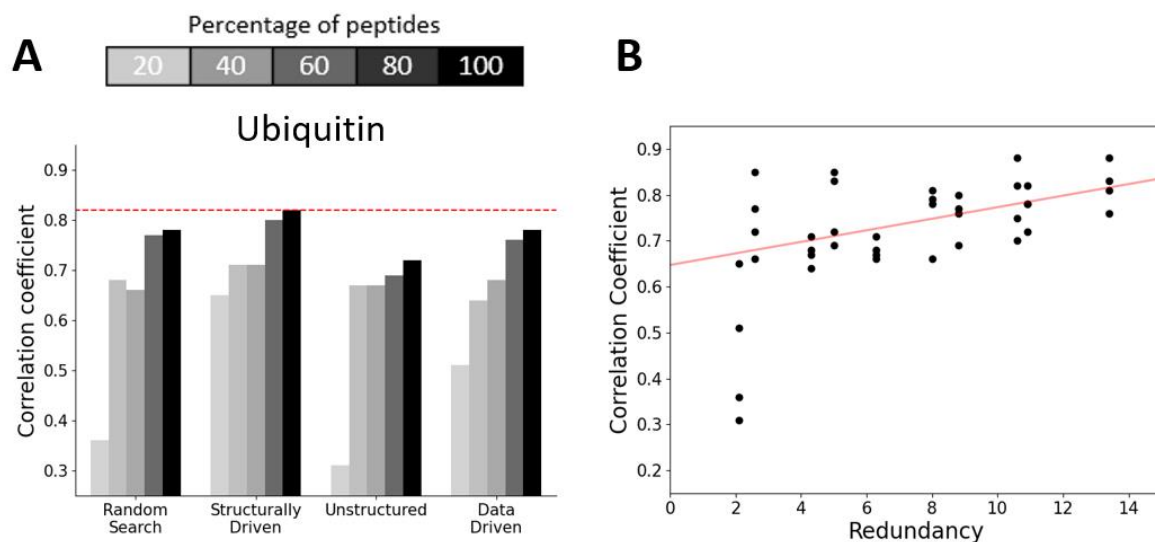 A
Percentage of peptides
20 40 60 80 100
Ubiquitin
Correlation coefficient
0.9
0.8
0.7
0.6
0.5
0.4
0.3
Random
Search
Structurally
Driven
Unstructured
Data
Driven
B
Correlation Coefficient
0.9
0.8
0.7
0.6
0.5
0.4
0.3
0.2
0 2 4 6 8 10 12 14
Redundancy